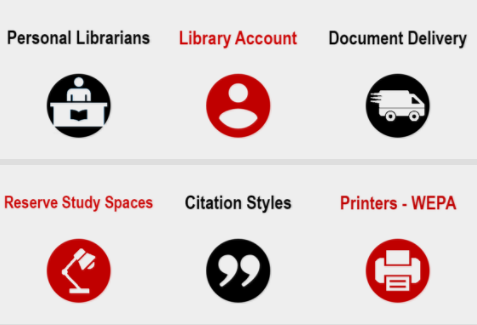 Personal Librarians
Library Account
Document Delivery
Reserve Study Spaces
Citation Styles
Printers - WEPA